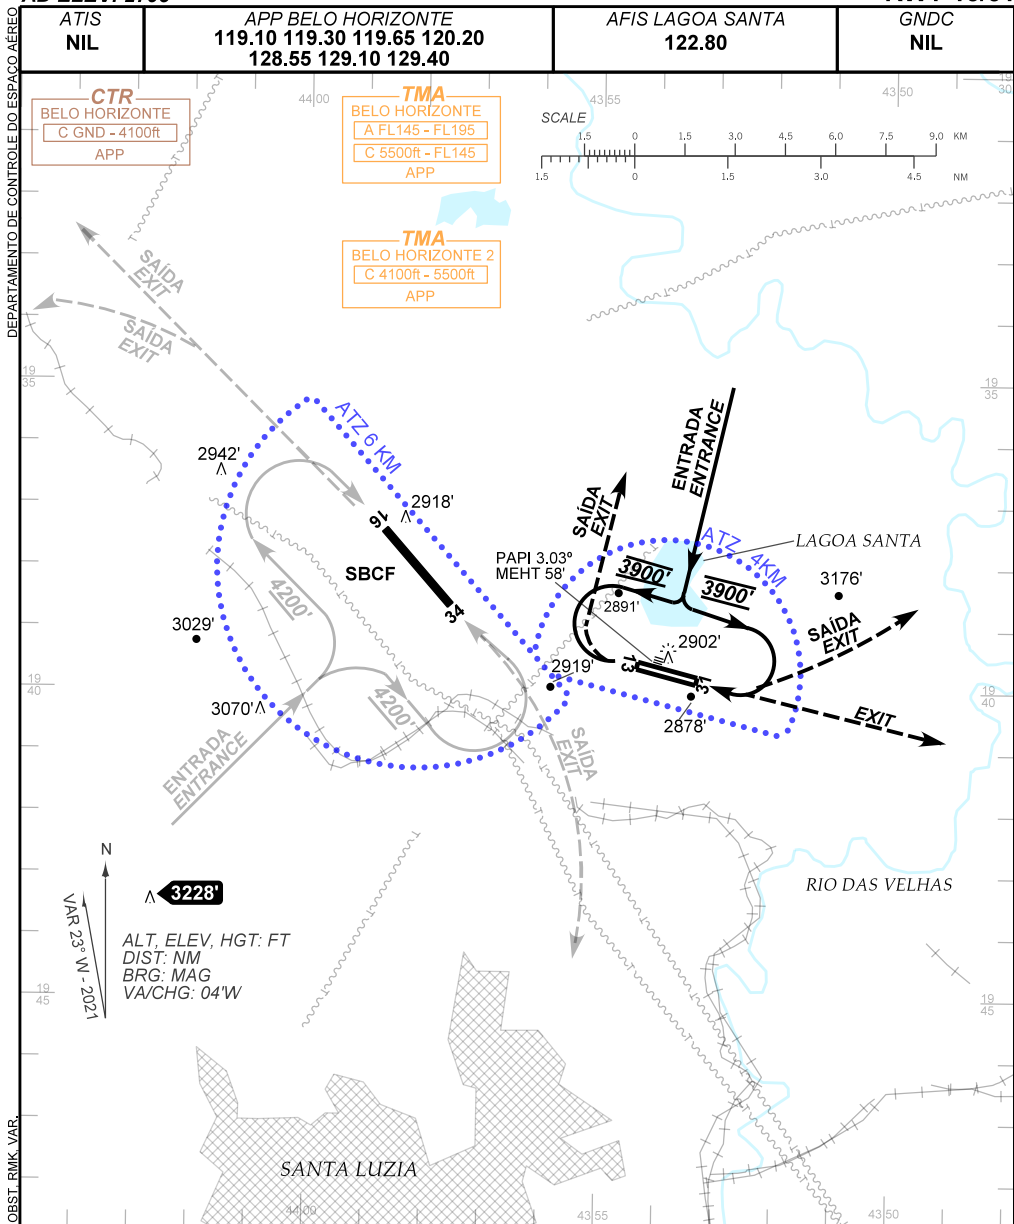 ATIS
NIL
APP BELO HORIZONTE
119.10 119.30 119.65 120.20
128.55 129.10 129.40
AFIS LAGOA SANTA
122.80
GNDC
NIL
DEPARTAMENTO DE CONTROLE DO ESPAÇO AÉREO
CTR
BELO HORIZONTE
C GND - 4100ft
APP
44 00
TMA
BELO HORIZONTE
A FL145 - FL195
C 5500ft - FL145
APP
43 55
43 50
19
30
SCALE
1.5 0 1.5 3.0 4.5 6.0 7.5 9.0 KM
1.5 0 1.5 3.0 4.5 NM
TMA
BELO HORIZONTE 2
C 4100ft - 5500ft
APP
SAÍDA
EXIT
SAÍDA
EXIT
19
35
19
35
ATZ 6 KM
ENTRADA
ENTRANCE
2942'
2918'
SAÍDA
EXIT
16
SBCF
34
PAPI 3.03º
MEHT 58'
ATZ 4KM
LAGOA SANTA
3900'
3900'
3176'
2891'
4200'
3029'
2902'
SAÍDA
EXIT
13
31
2919'
19
40
19
40
3070'
4200'
2878'
EXIT
SAÍDA
EXIT
ENTRADA
ENTRANCE
N
VAR 23° W - 2021
3228'
RIO DAS VELHAS
ALT, ELEV, HGT: FT
DIST: NM
BRG: MAG
VA/CHG: 04'W
19
45
19
45
SANTA LUZIA
OBST. RMK. VAR.
44 00
43 55
43 50